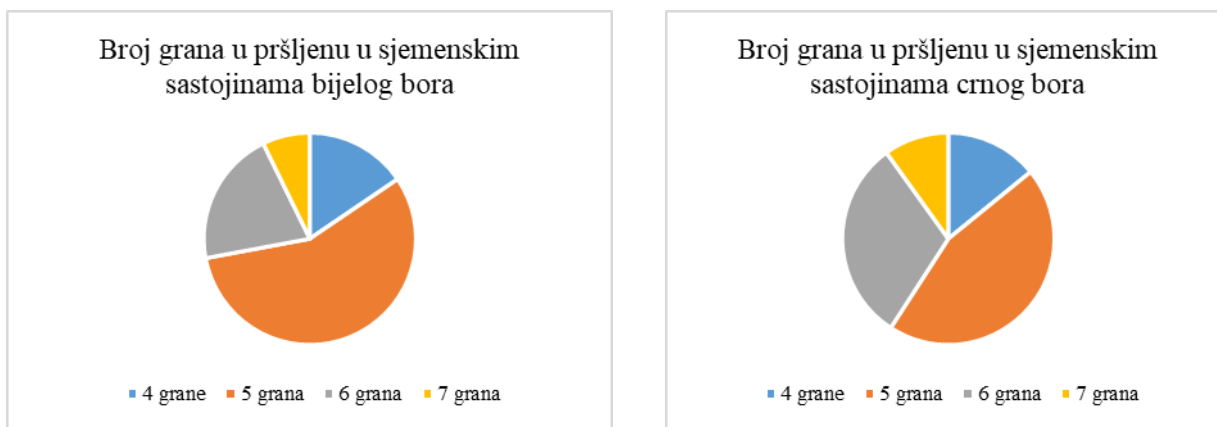 Broj grana u pršljenu u sjemenskim
sastojinama bijelog bora
4 grane 5 grana 6 grana 7 grana
Broj grana u pršljenu u sjemenskim
sastojinama crnog bora
4 grane 5 grana 6 grana 7 grana